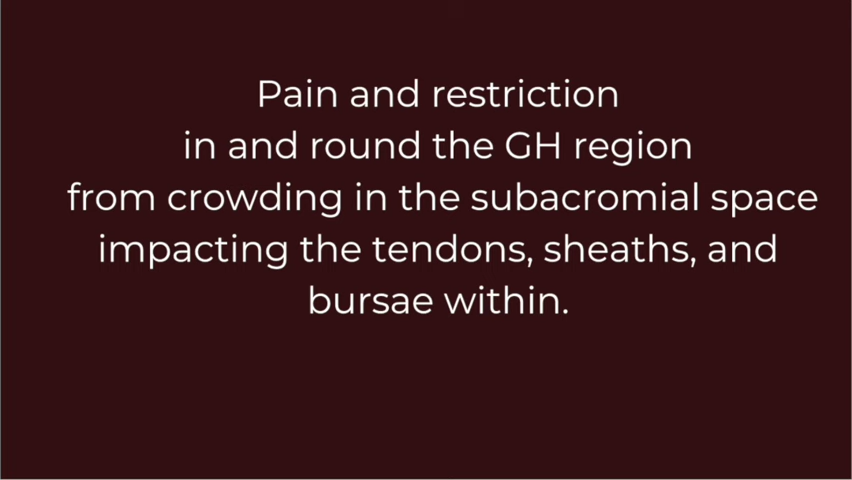 Pain and restriction
in and round the GH region
from crowding in the subacromial space
impacting the tendons, sheaths, and
bursae within.